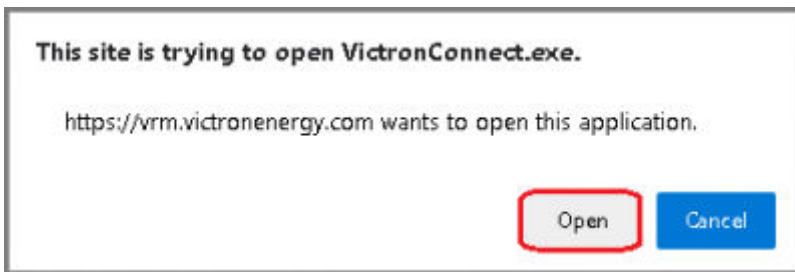 This site is trying to open VictronConnect.exe.
https://vrm.victronenergy.com wants to open this application.
Open
Cancel